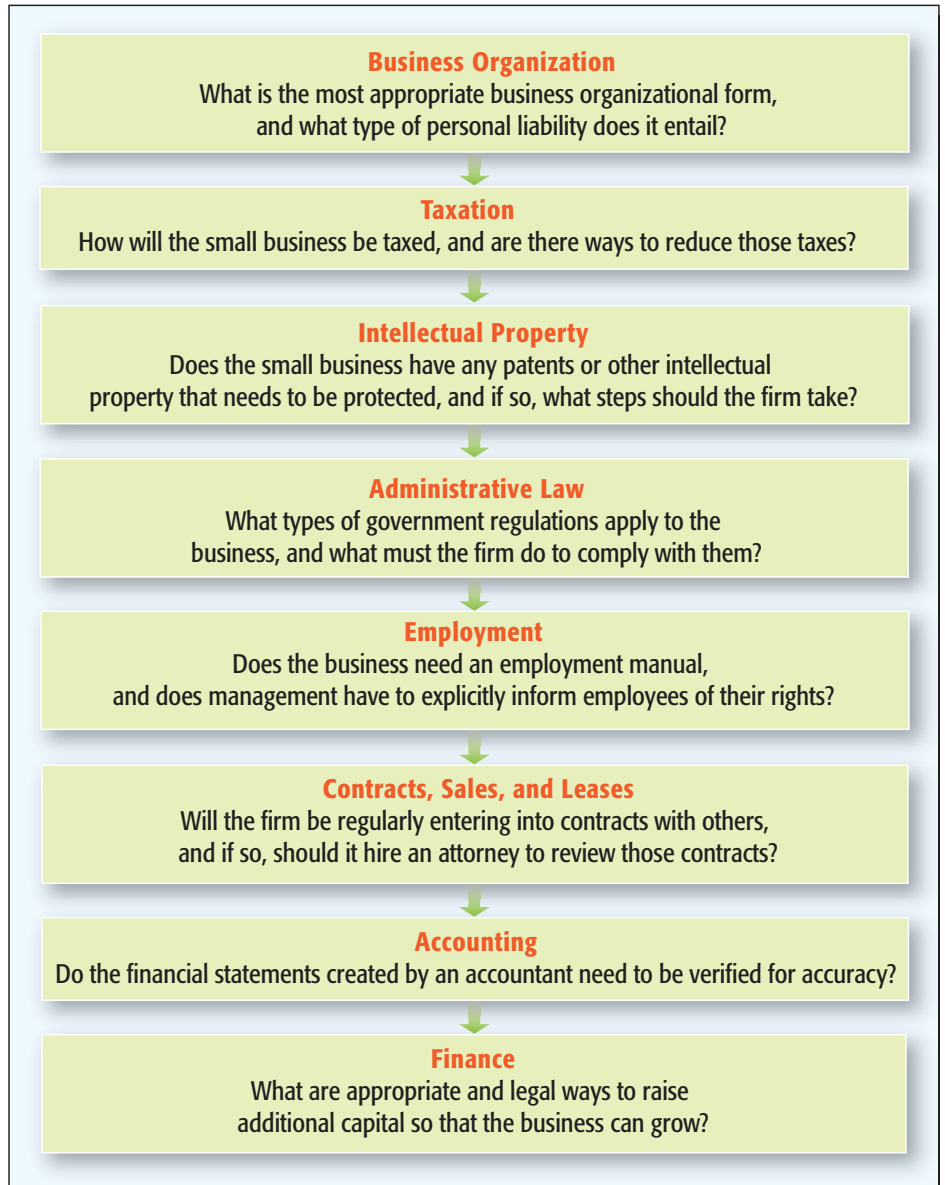 Business Organization
What is the most appropriate business organizational form,
and what type of personal liability does it entail?
Taxation
How will the small business be taxed, and are there ways to reduce those taxes?
Intellectual Property
Does the small business have any patents or other intellectual
property that needs to be protected, and if so, what steps should the firm take?
Administrative Law
What types of government regulations apply to the
business, and what must the firm do to comply with them?
Employment
Does the business need an employment manual,
and does management have to explicitly inform employees of their rights?
Contracts, Sales, and Leases
Will the firm be regularly entering into contracts with others,
and if so, should it hire an attorney to review those contracts?
Accounting
Do the financial statements created by an accountant need to be verified for accuracy?
Finance
What are appropriate and legal ways to raise
additional capital so that the business can grow?